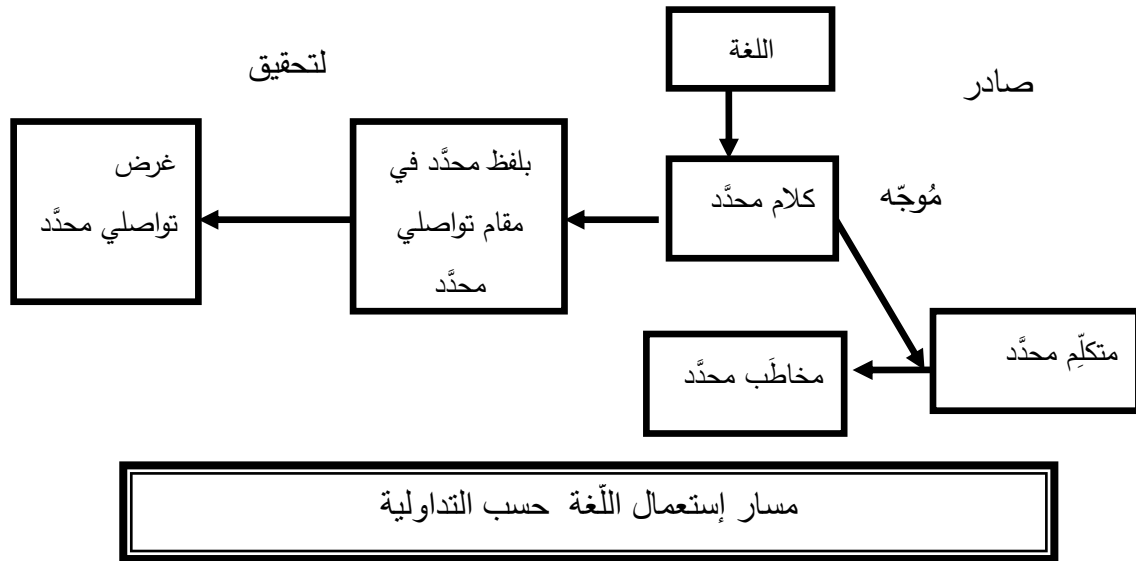 اللغة
صادر
لتحقيق
كلام محدَّد
مُوجّه
بلفظ محدَّد في
مقام تواصلي
محدَّد
غرض
تواصلي محدَّد
متكلِّم محدَّد
مخاطَب محدَّد
مسار إستعمال اللّغة حسب التداولية